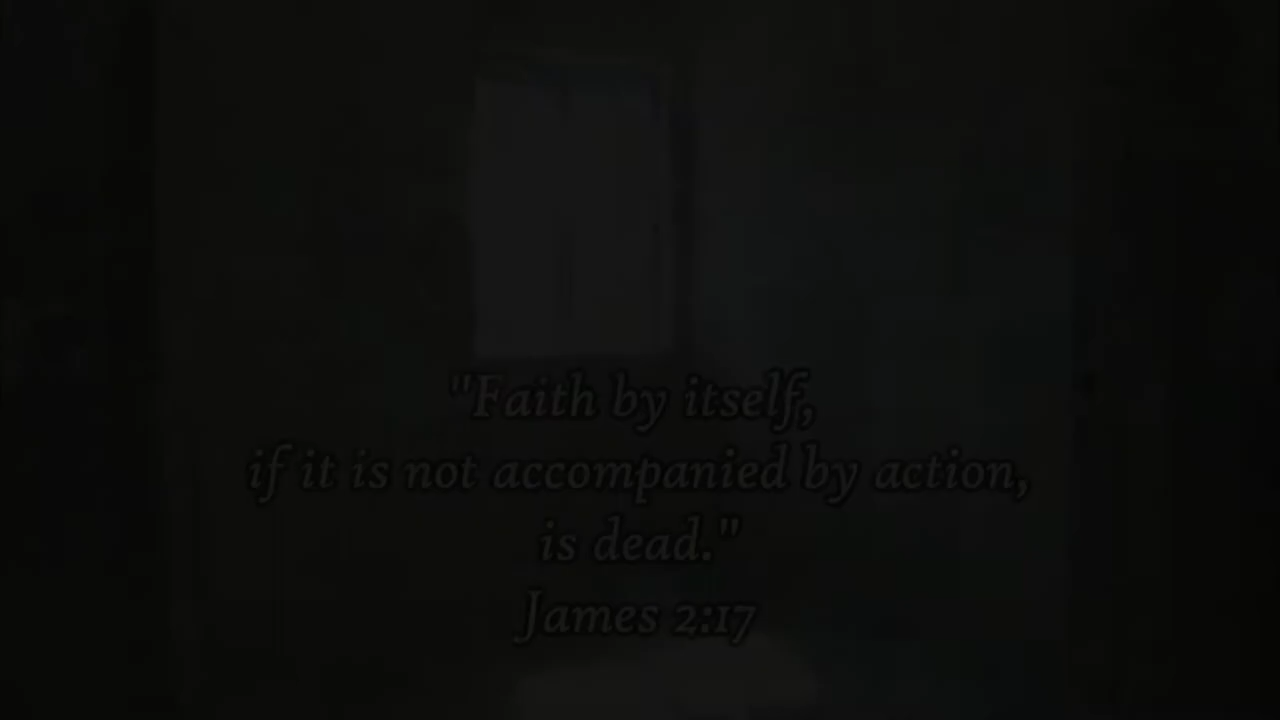 "Faith by itself,
if it is not accompanied by action,
is dead."
James 2:17